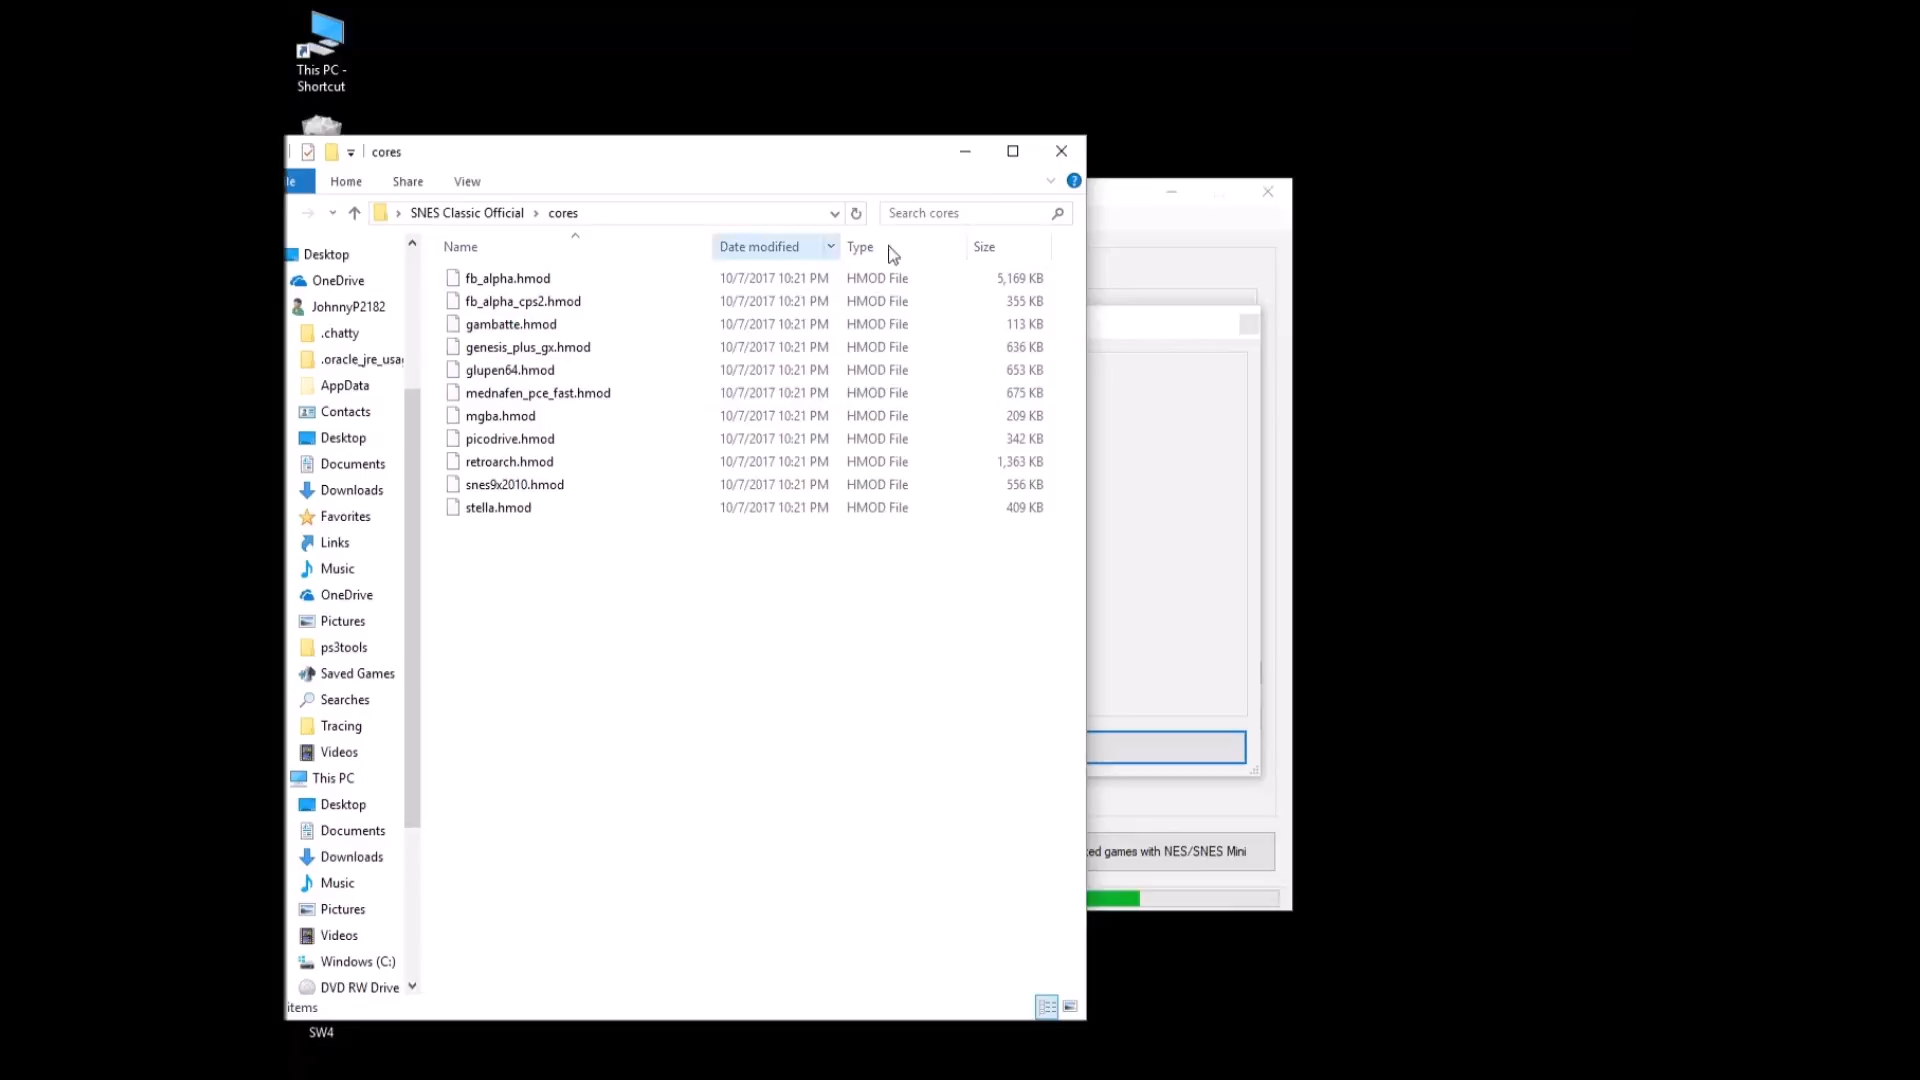 This PC -
Shortcut
cores
le
Home
Share
View
?
SNES Classic Official
cores
Search cores
Name
Date modified
Type
Size
fb_alpha.hmod 10/7/2017 10:21 PM HMOD File 5,169 KB
fb_alpha_cps2.hmod 10/7/2017 10:21 PM HMOD File 355 KB
gambatte.hmod 10/7/2017 10:21 PM HMOD File 113 KB
genesis_plus_gx.hmod 10/7/2017 10:21 PM HMOD File 636 KB
glupen64.hmod 10/7/2017 10:21 PM HMOD File 653 KB
mednafen_pce_fast.hmod 10/7/2017 10:21 PM HMOD File 675 KB
mgba.hmod 10/7/2017 10:21 PM HMOD File 209 KB
picodrive.hmod 10/7/2017 10:21 PM HMOD File 342 KB
retroarch.hmod 10/7/2017 10:21 PM HMOD File 1,363 KB
snes9x2010.hmod 10/7/2017 10:21 PM HMOD File 556 KB
stella.hmod 10/7/2017 10:21 PM HMOD File 409 KB
Desktop
OneDrive
JohnnyP2182
.chatty
.oracle_jre_usa
AppData
Contacts
Desktop
Documents
Downloads
Favorites
Links
Music
OneDrive
Pictures
ps3tools
Saved Games
Searches
Tracing
Videos
This PC
Desktop
Documents
Downloads
Music
Pictures
Videos
Windows (C:)
DVD RW Drive
items
ted games with NES/SNES Mini
SW4